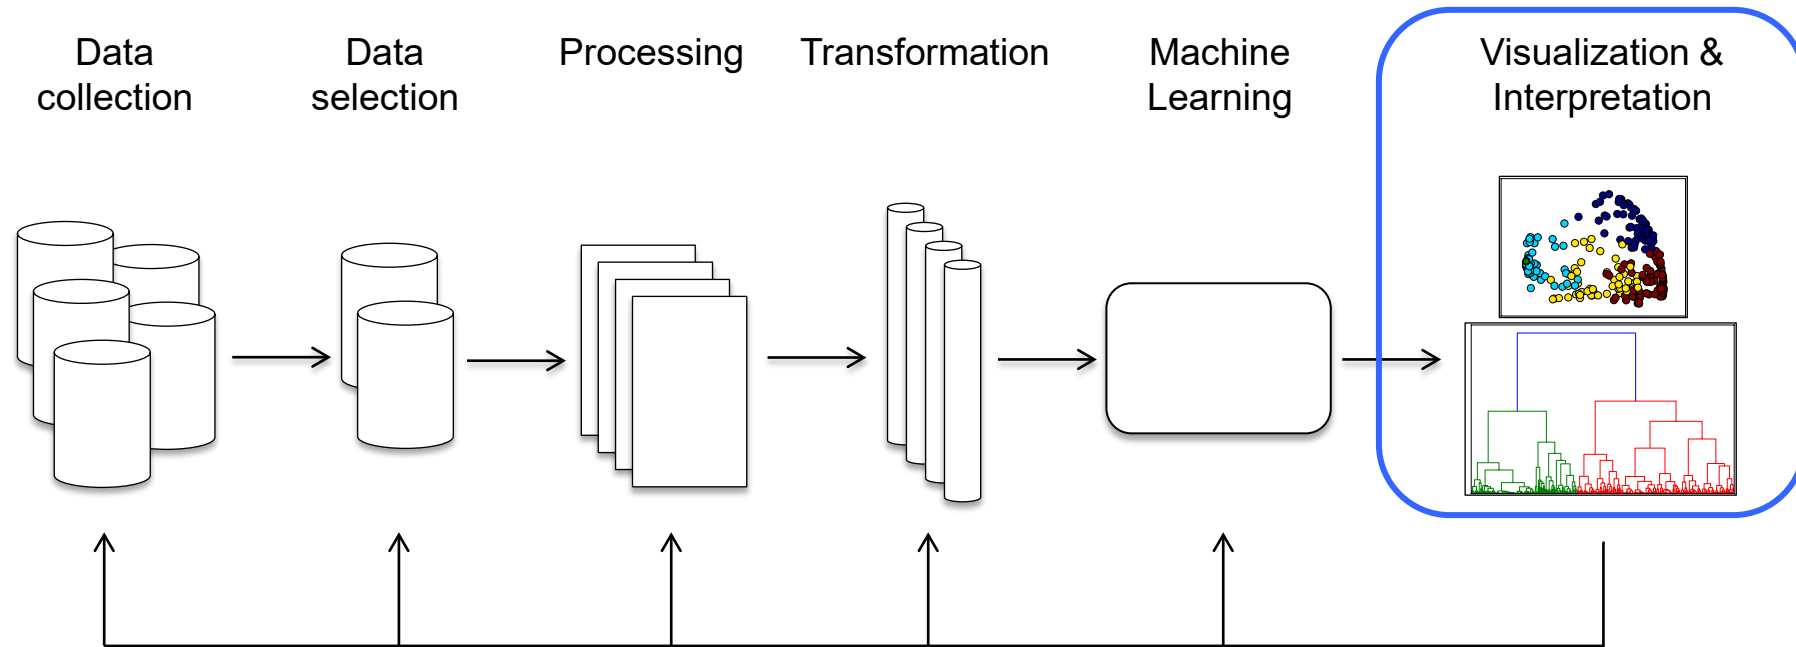 Data
collection
Data
selection
Processing
Transformation
Machine
Learning
Visualization &
Interpretation